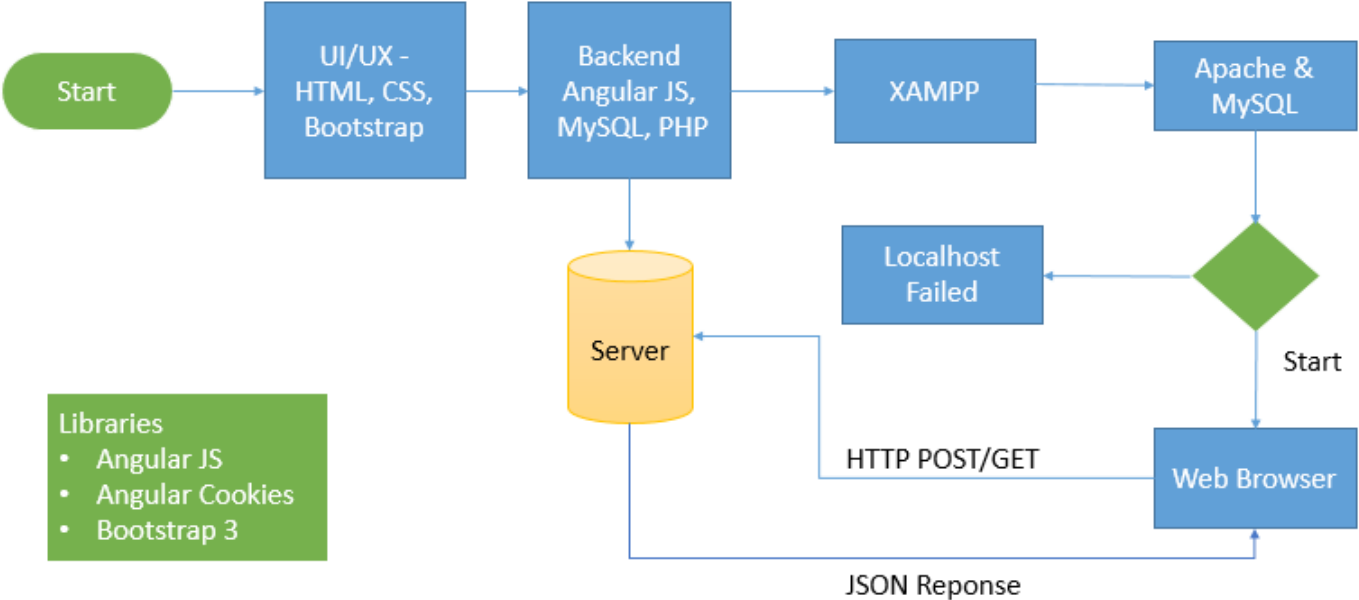 Start
UI/UX -
HTML, CSS,
Bootstrap
Backend
Angular JS,
MySQL, PHP
XAMPP
Apache &
MySQL
Localhost
Failed
Server
Start
Libraries
• Angular JS
• Angular Cookies
• Bootstrap 3
HTTP POST/GET
Web Browser
JSON Reponse